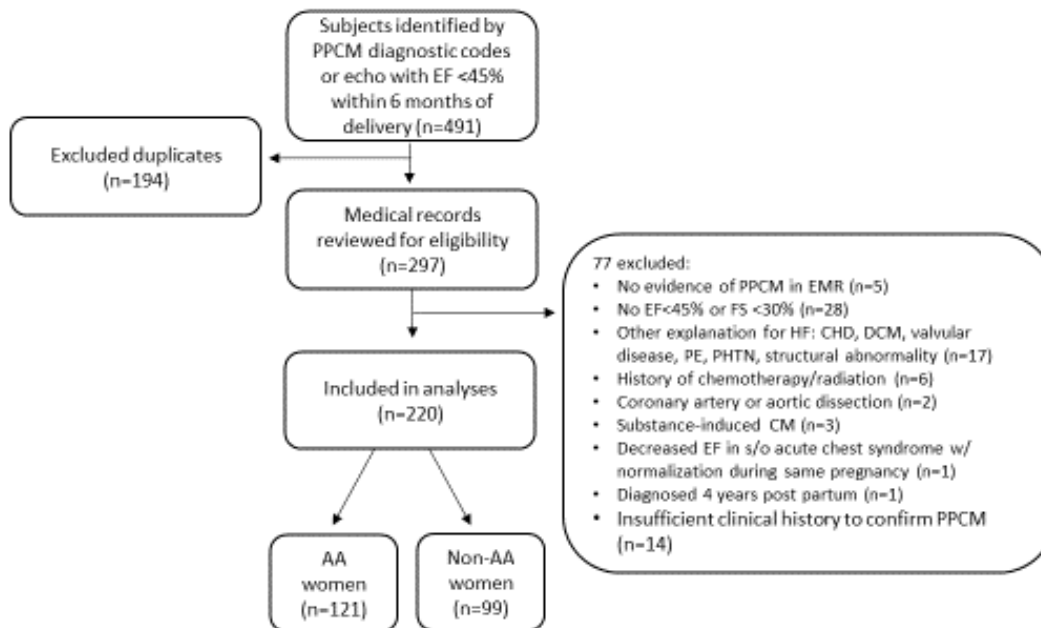 Subjects identified by
PPCM diagnostic codes
or echo with EF <45%
within 6 months of
delivery (n=491)
Excluded duplicates
(n=194)
Medical records
reviewed for eligibility
(n=297)
77 excluded:
• No evidence of PPCM in EMR (n=5)
• No EF<45% or FS <30% (n=28)
• Other explanation for HF: CHD, DCM, valvular
disease, PE, PHTN, structural abnormality (n=17)
• History of chemotherapy/radiation (n=6)
• Coronary artery or aortic dissection (n=2)
• Substance-induced CM (n=3)
• Decreased EF in s/o acute chest syndrome w/
normalization during same pregnancy (n=1)
• Diagnosed 4 years post partum (n=1)
• Insufficient clinical history to confirm PPCM
(n=14)
Included in analyses
(n=220)
AA
women
(n=121)
Non-AA
women
(n=99)